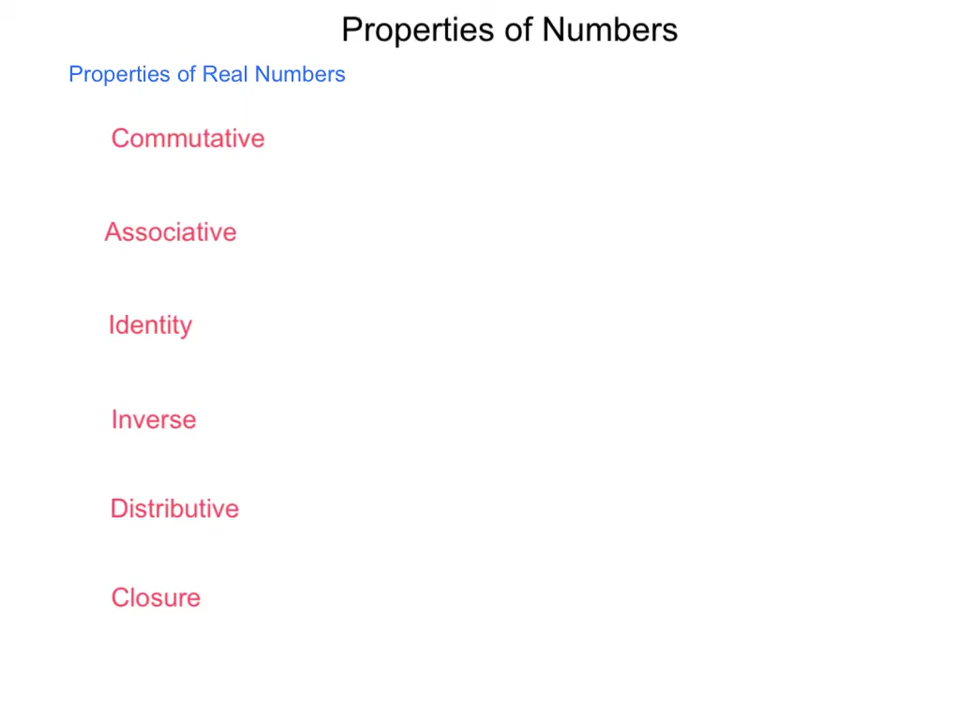 Properties of Numbers
Properties of Real Numbers
Commutative
Associative
Identity
Inverse
Distributive
Closure